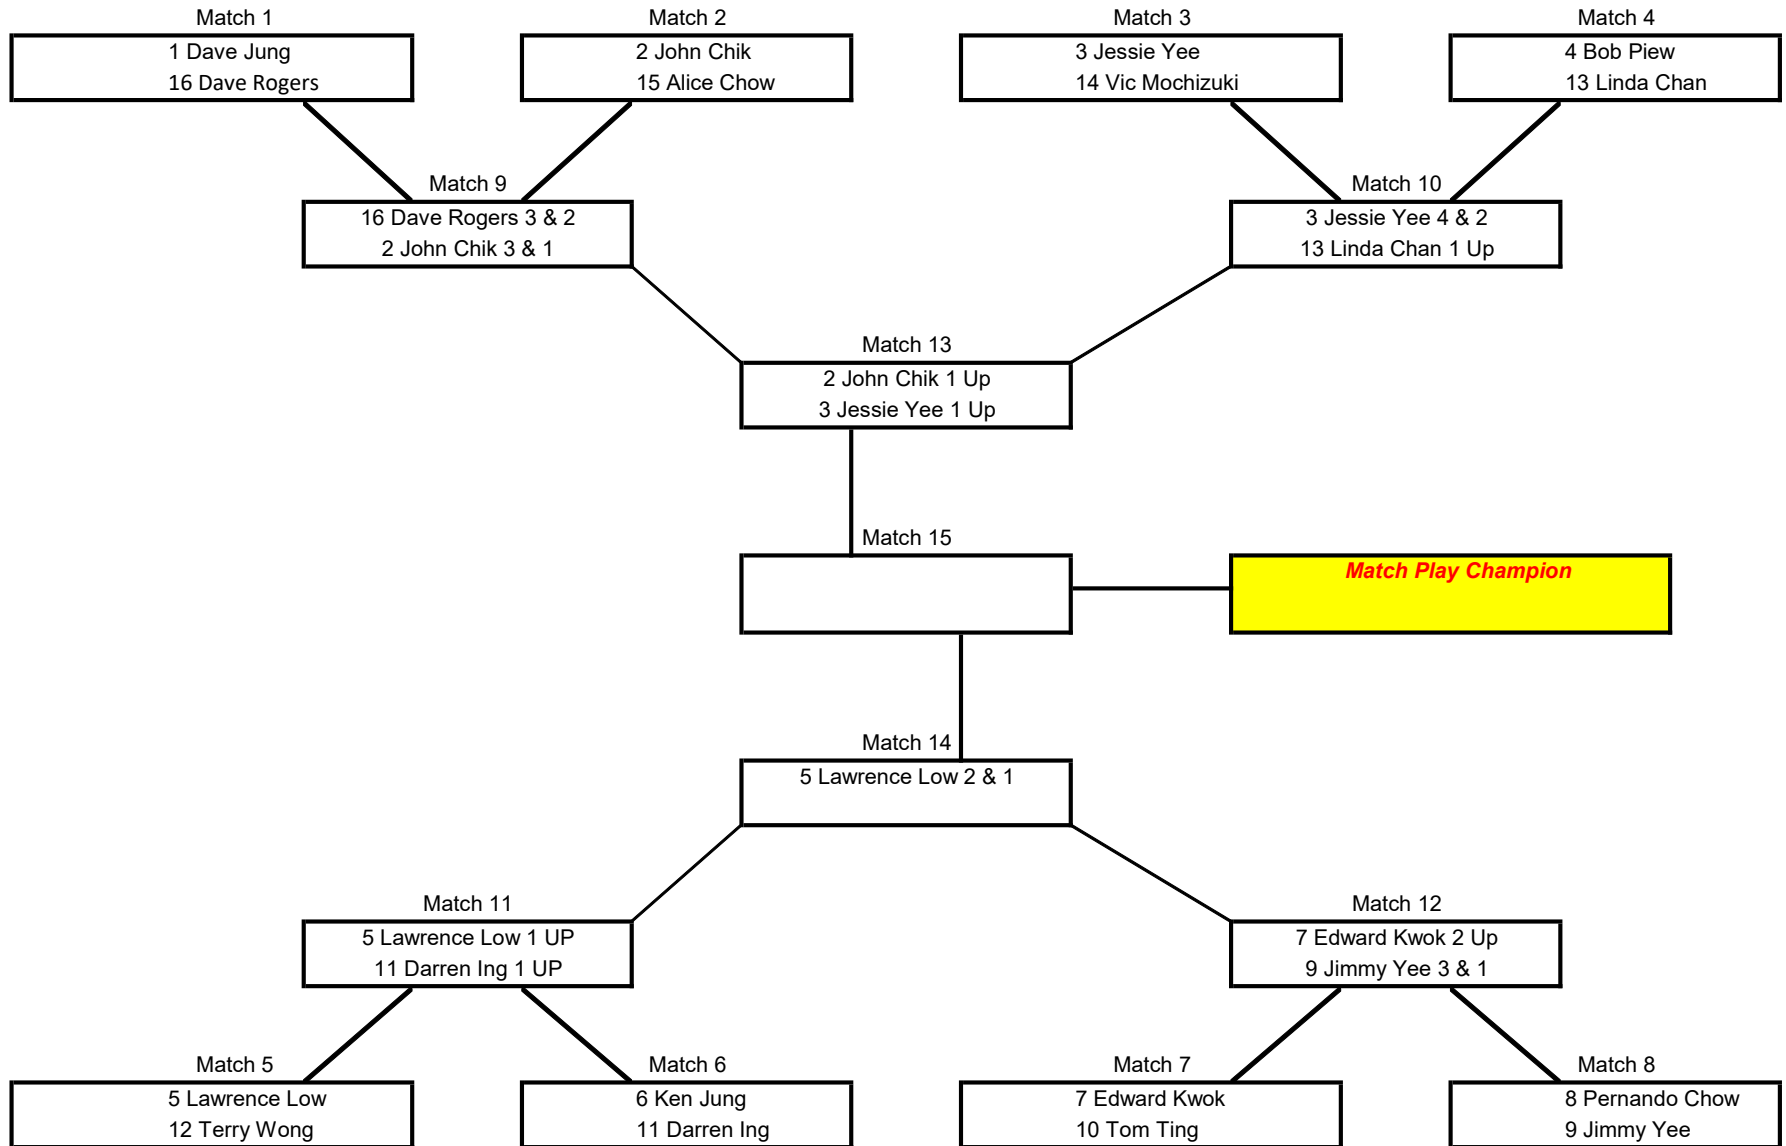 Match 1
Match 2
Match 3
Match 4
1 Dave Jung
16 Dave Rogers
2 John Chik
15 Alice Chow
3 Jessie Yee
14 Vic Mochizuki
4 Bob Piew
13 Linda Chan
Match 9
Match 10
16 Dave Rogers 3 & 2
2 John Chik 3 & 1
3 Jessie Yee 4 & 2
13 Linda Chan 1 Up
Match 13
2 John Chik 1 Up
3 Jessie Yee 1 Up
Match 15
Match Play Champion
Match 14
5 Lawrence Low 2 & 1
Match 11
Match 12
5 Lawrence Low 1 UP
11 Darren Ing 1 UP
7 Edward Kwok 2 Up
9 Jimmy Yee 3 & 1
Match 5
Match 6
Match 7
Match 8
5 Lawrence Low
12 Terry Wong
6 Ken Jung
11 Darren Ing
7 Edward Kwok
10 Tom Ting
8 Pernando Chow
9 Jimmy Yee